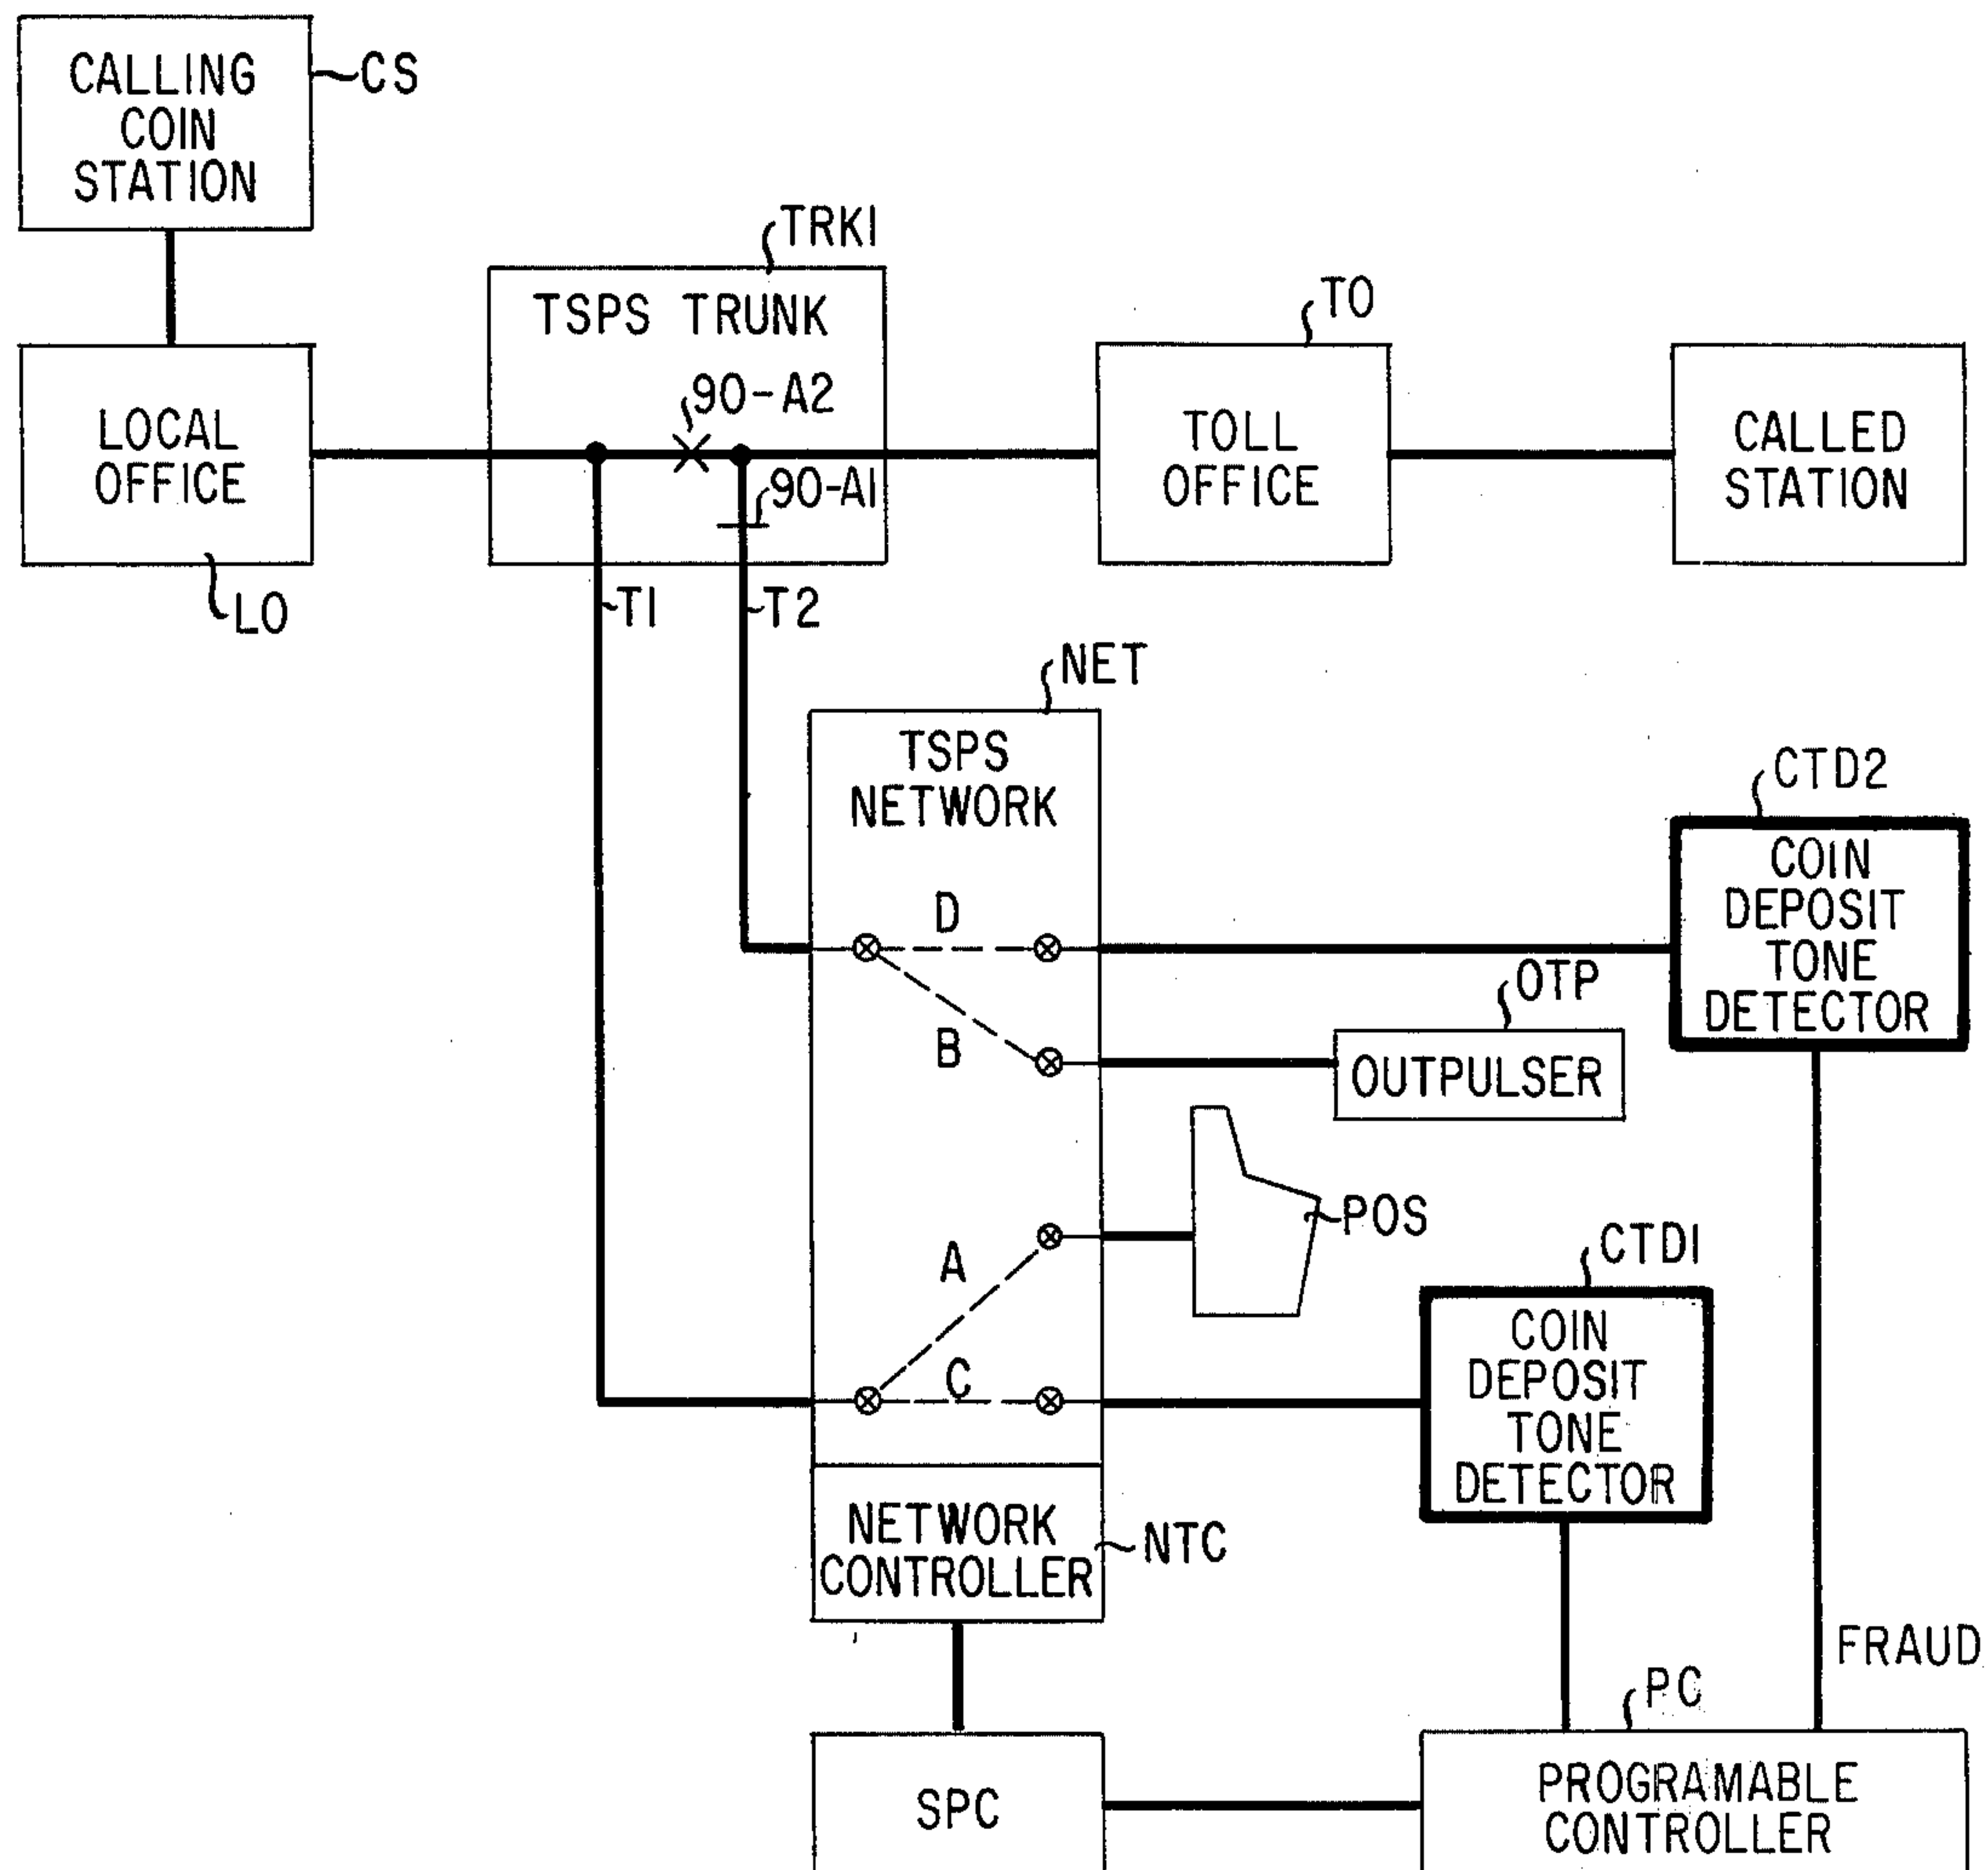 CALLING
COIN
STATION
CS
TRK1
TSPS TRUNK
TO
90-A2
LOCAL
OFFICE
TOLL
OFFICE
CALLED
STATION
90-A1
LO
T1
T2
NET
TSPS
NETWORK
CTD2
COIN
DEPOSIT
TONE
DETECTOR
D
OTP
B
OUTPULSER
POS
A
CTD1
COIN
DEPOSIT
TONE
DETECTOR
C
NETWORK
CONTROLLER
NTC
FRAUD
PC
SPC
PROGRAMABLE
CONTROLLER